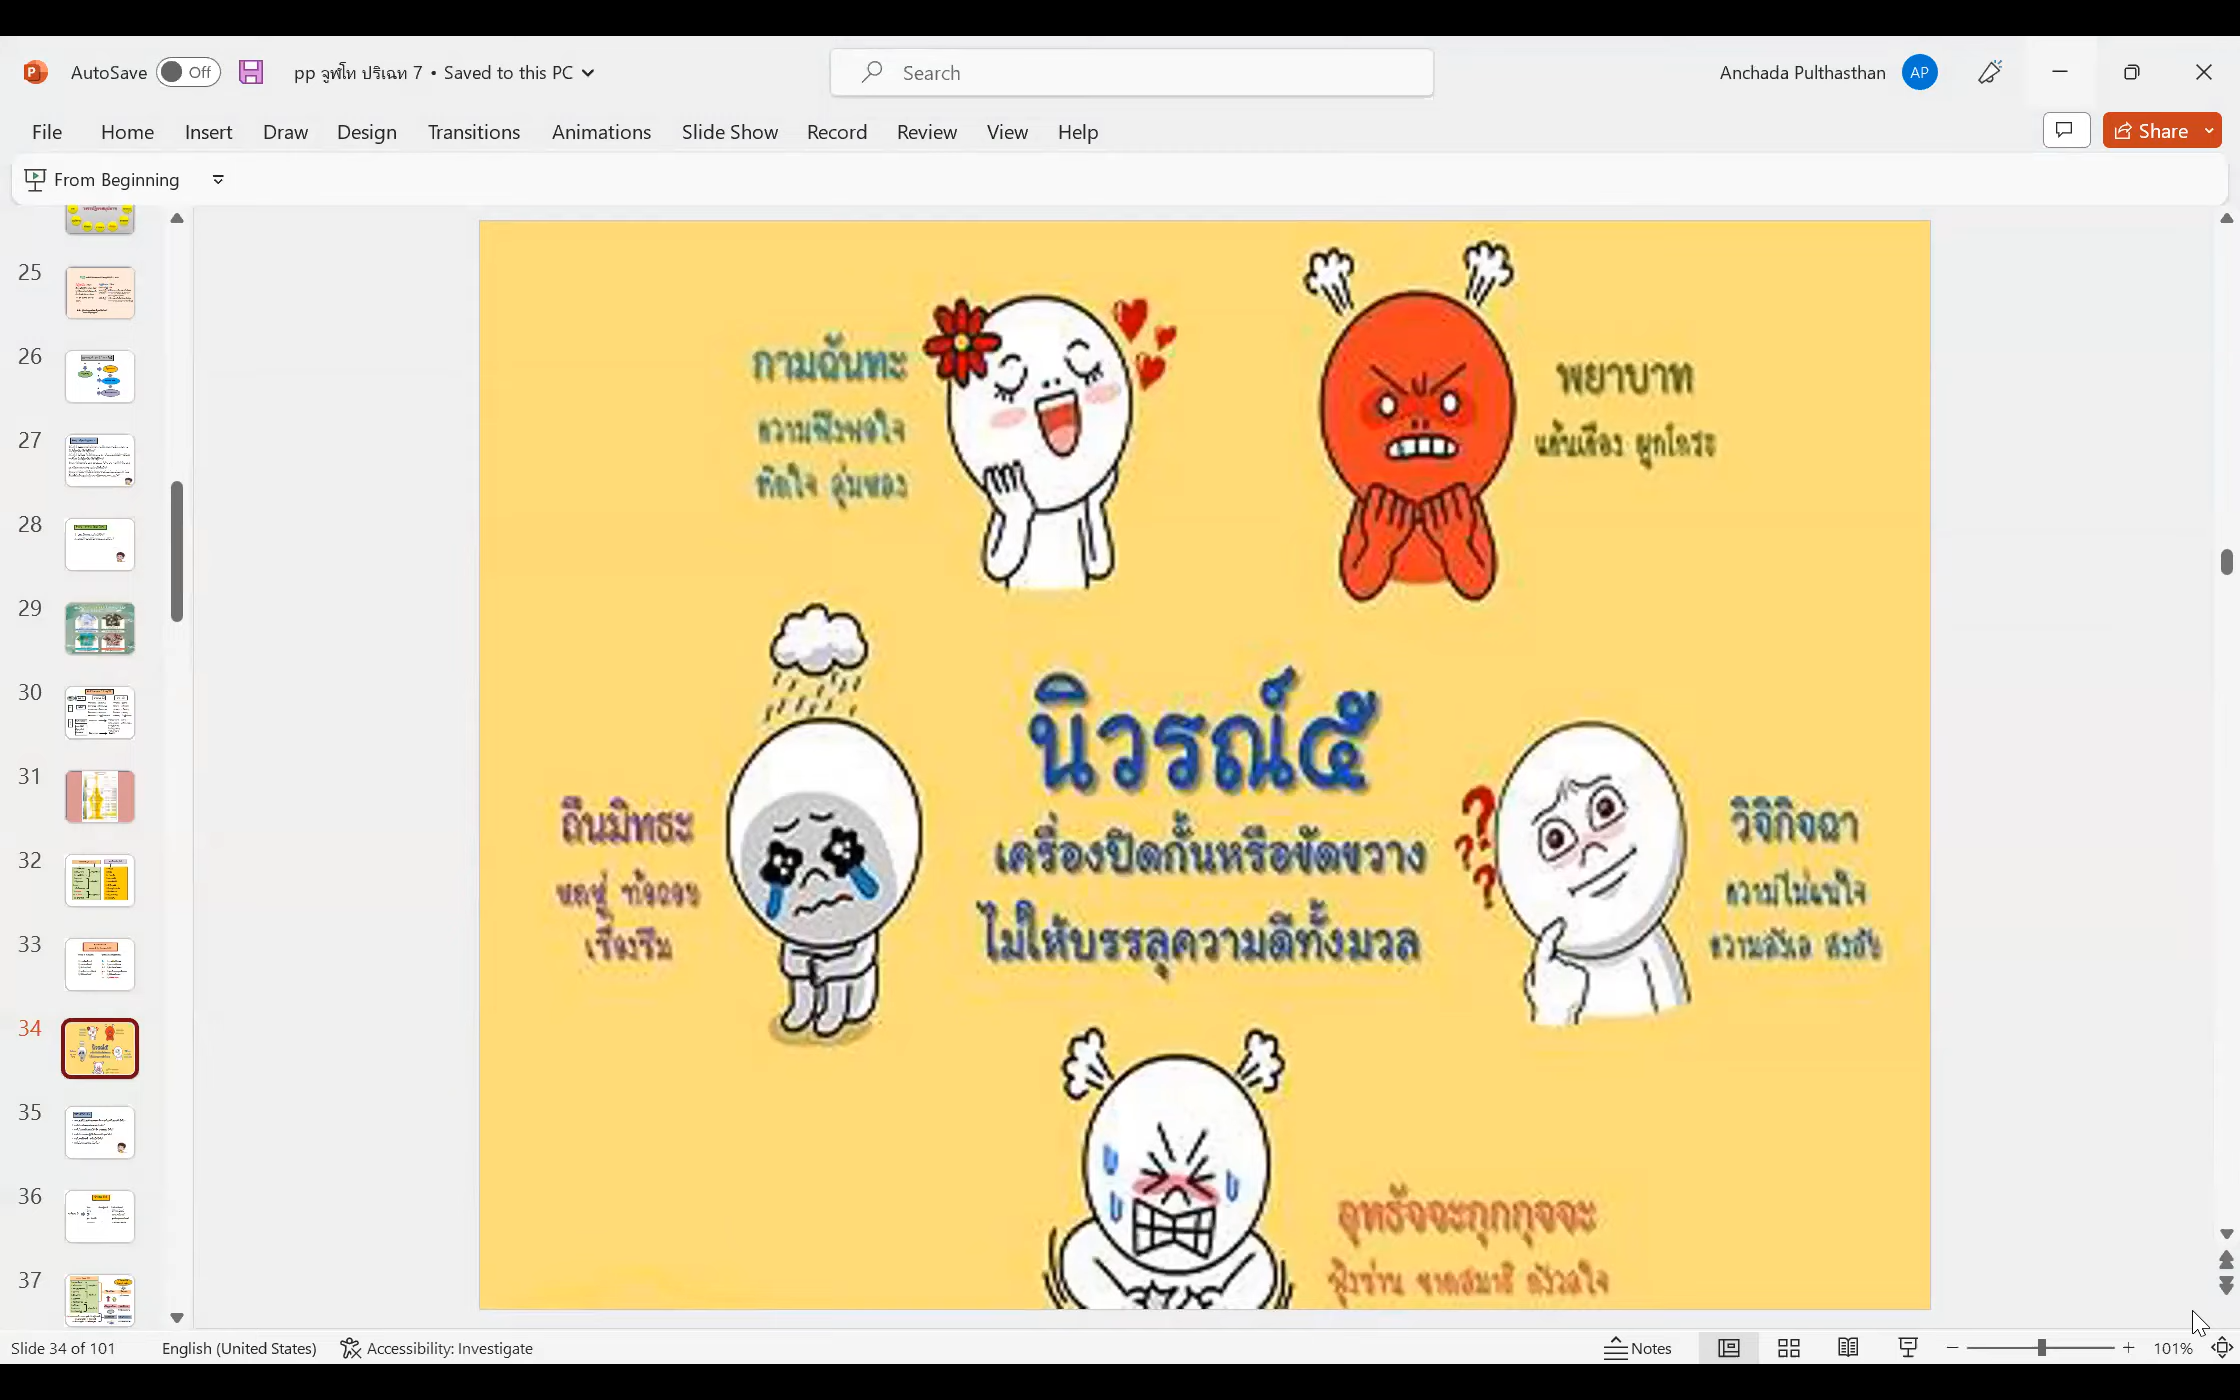 AutoSave Off pp จูฬโท ปริเฉท 7 • Saved to this PC Search Anchada Pulthasthan AP
File Home Insert Draw Design Transitions Animations Slide Show Record Review View Help Share
From Beginning
25
26
27
28
29
30
31
32
33
34
35
36
37
กามฉันทะ
ความพึงพอใจ
ติดใจ ลุ่มหลง
พยาบาท
แค้นเคือง ผูกโกรธ
นิวรณ์๕
เครื่องปิดกั้นหรือขัดขวาง
ไม่ให้บรรลุความดีทั้งมวล
ถีนมิทธะ
หดหู่ ท้อถอย
เซื่องซึม
วิจิกิจฉา
ความไม่แน่ใจ
ความลังเล สงสัย
อุทธัจจะกุกกุจจะ
ฟุ้งซ่าน ขาดสมาธิ กังวลใจ
Slide 34 of 101 English (United States) Accessibility: Investigate Notes 101%